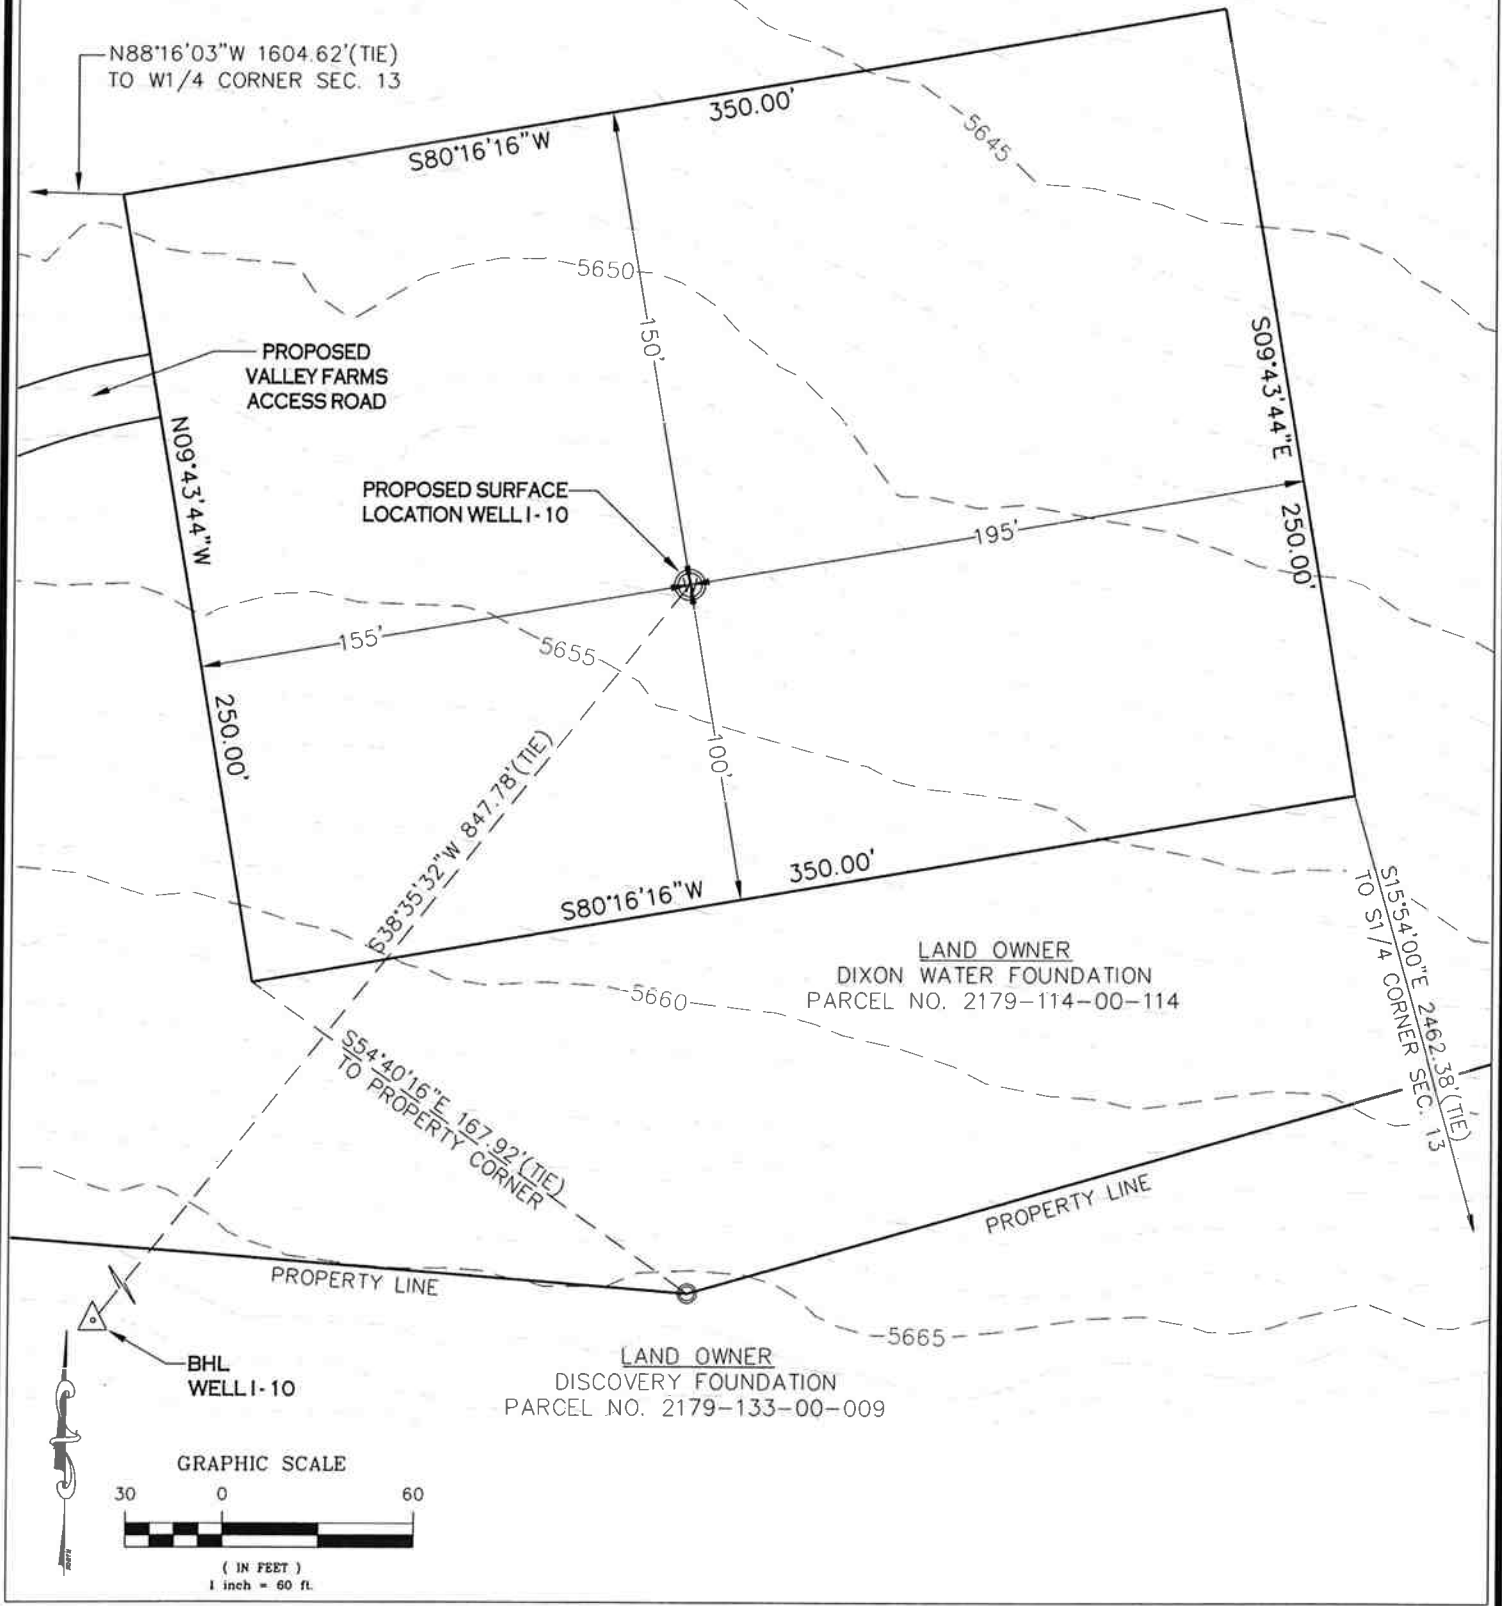 N88°16'03"W 1604.62'(TIE)
TO W1/4 CORNER SEC. 13
350.00'
S80°16'16"W
5645
5650
150'
S09°43'44"E
250.00'
PROPOSED
VALLEY FARMS
ACCESS ROAD
N09°43'44"W
250.00'
PROPOSED SURFACE
LOCATION WELL I-10
W
195'
155'
5655
100'
S38°35'32"W 847.78'(TIE)
350.00'
S80°16'16"W
S15°54'00"E 2462.38'(TIE)
TO S1/4 CORNER SEC. 13
LAND OWNER
DIXON WATER FOUNDATION
PARCEL NO. 2179-114-00-114
5660
S54°40'16"E 167.92'(TIE)
TO PROPERTY CORNER
PROPERTY LINE
PROPERTY LINE
5665
BHL
WELL I-10
LAND OWNER
DISCOVERY FOUNDATION
PARCEL NO. 2179-133-00-009
GRAPHIC SCALE
30 0 60
( IN FEET )
1 inch = 60 ft.
North